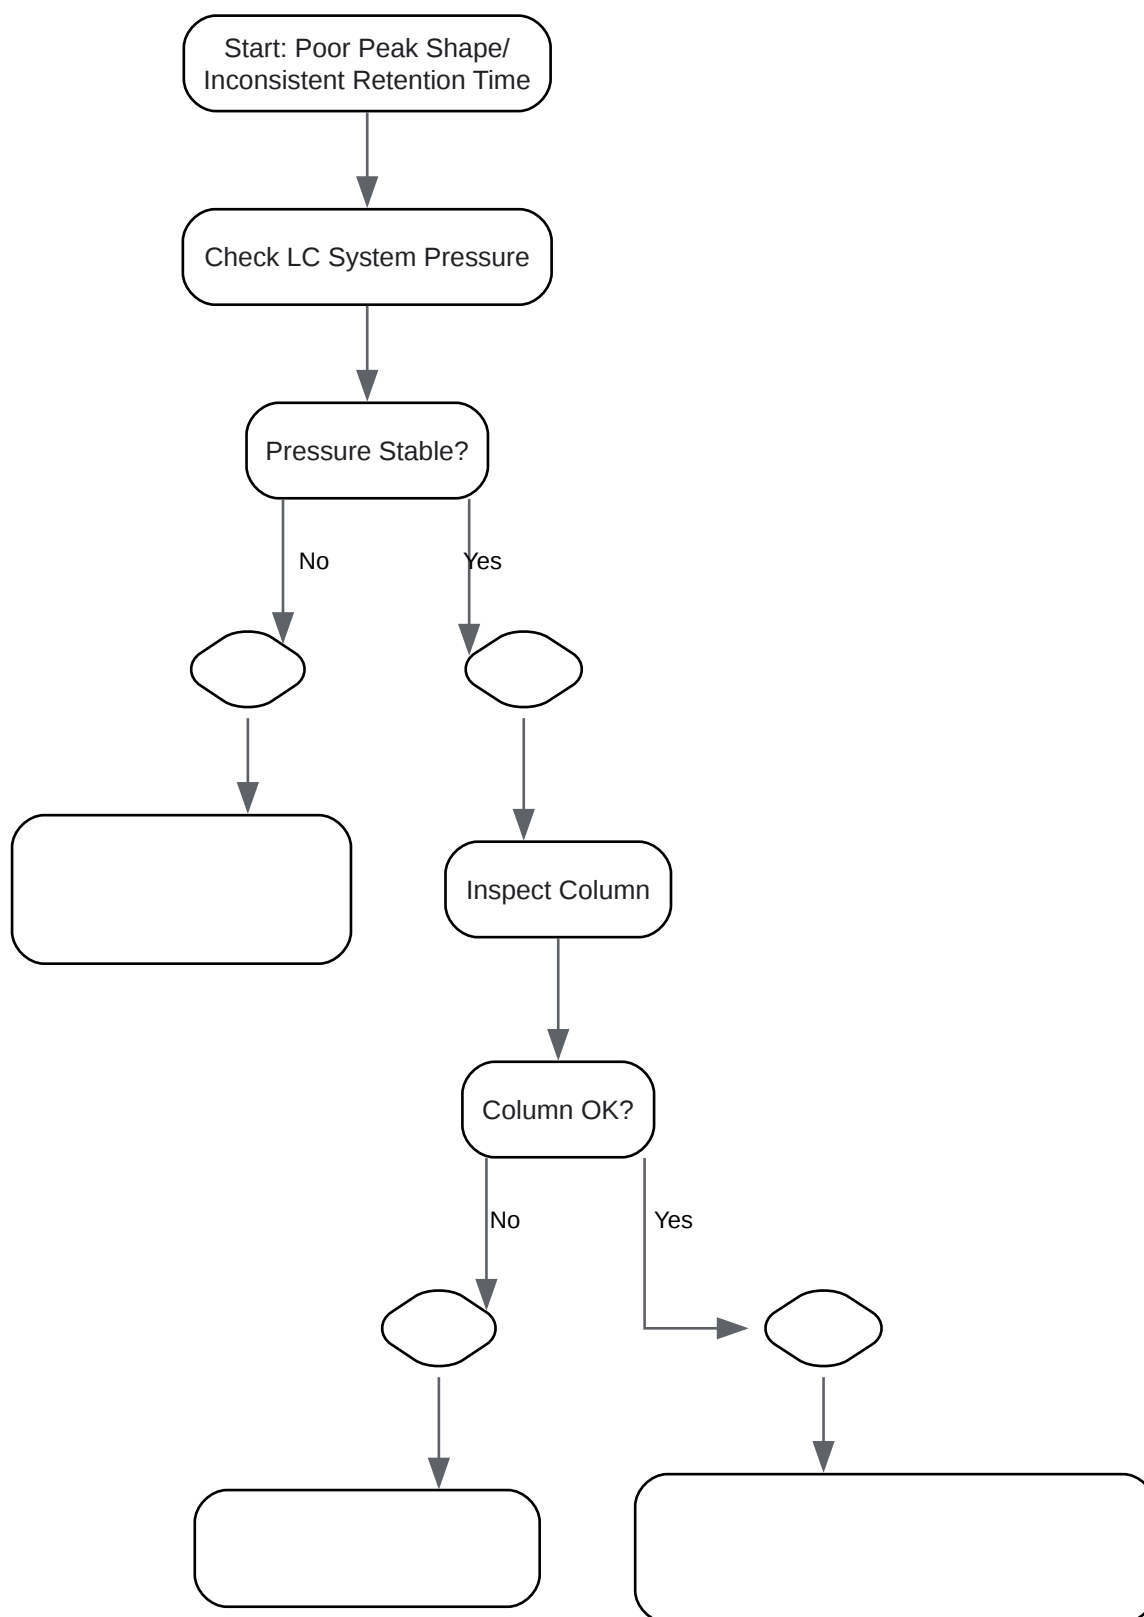 Start: Poor Peak Shape/
Inconsistent Retention Time
Check LC System Pressure
Pressure Stable?
No
Yes
Inspect Column
Column OK?
No
Yes